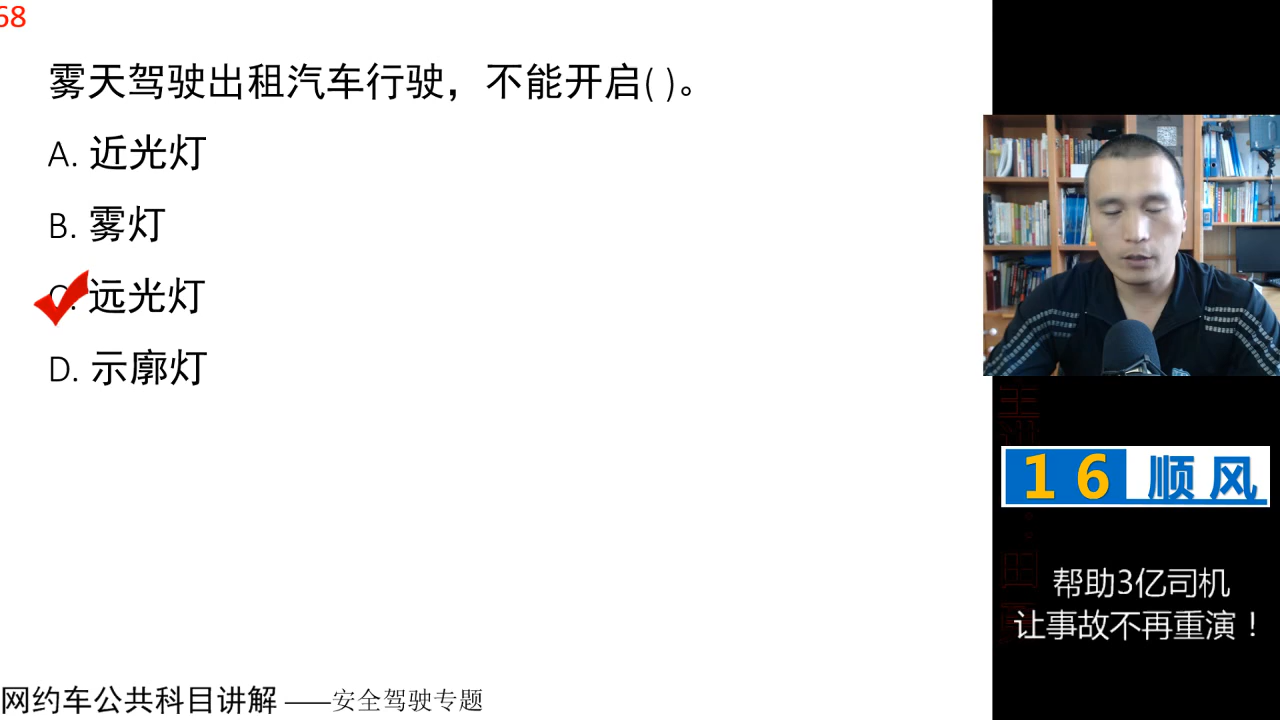 68
雾天驾驶出租汽车行驶，不能开启( )。
A. 近光灯
B. 雾灯
C. 远光灯
D. 示廓灯
16顺风
帮助3亿司机
让事故不再重演！
网约车公共科目讲解 ——安全驾驶专题